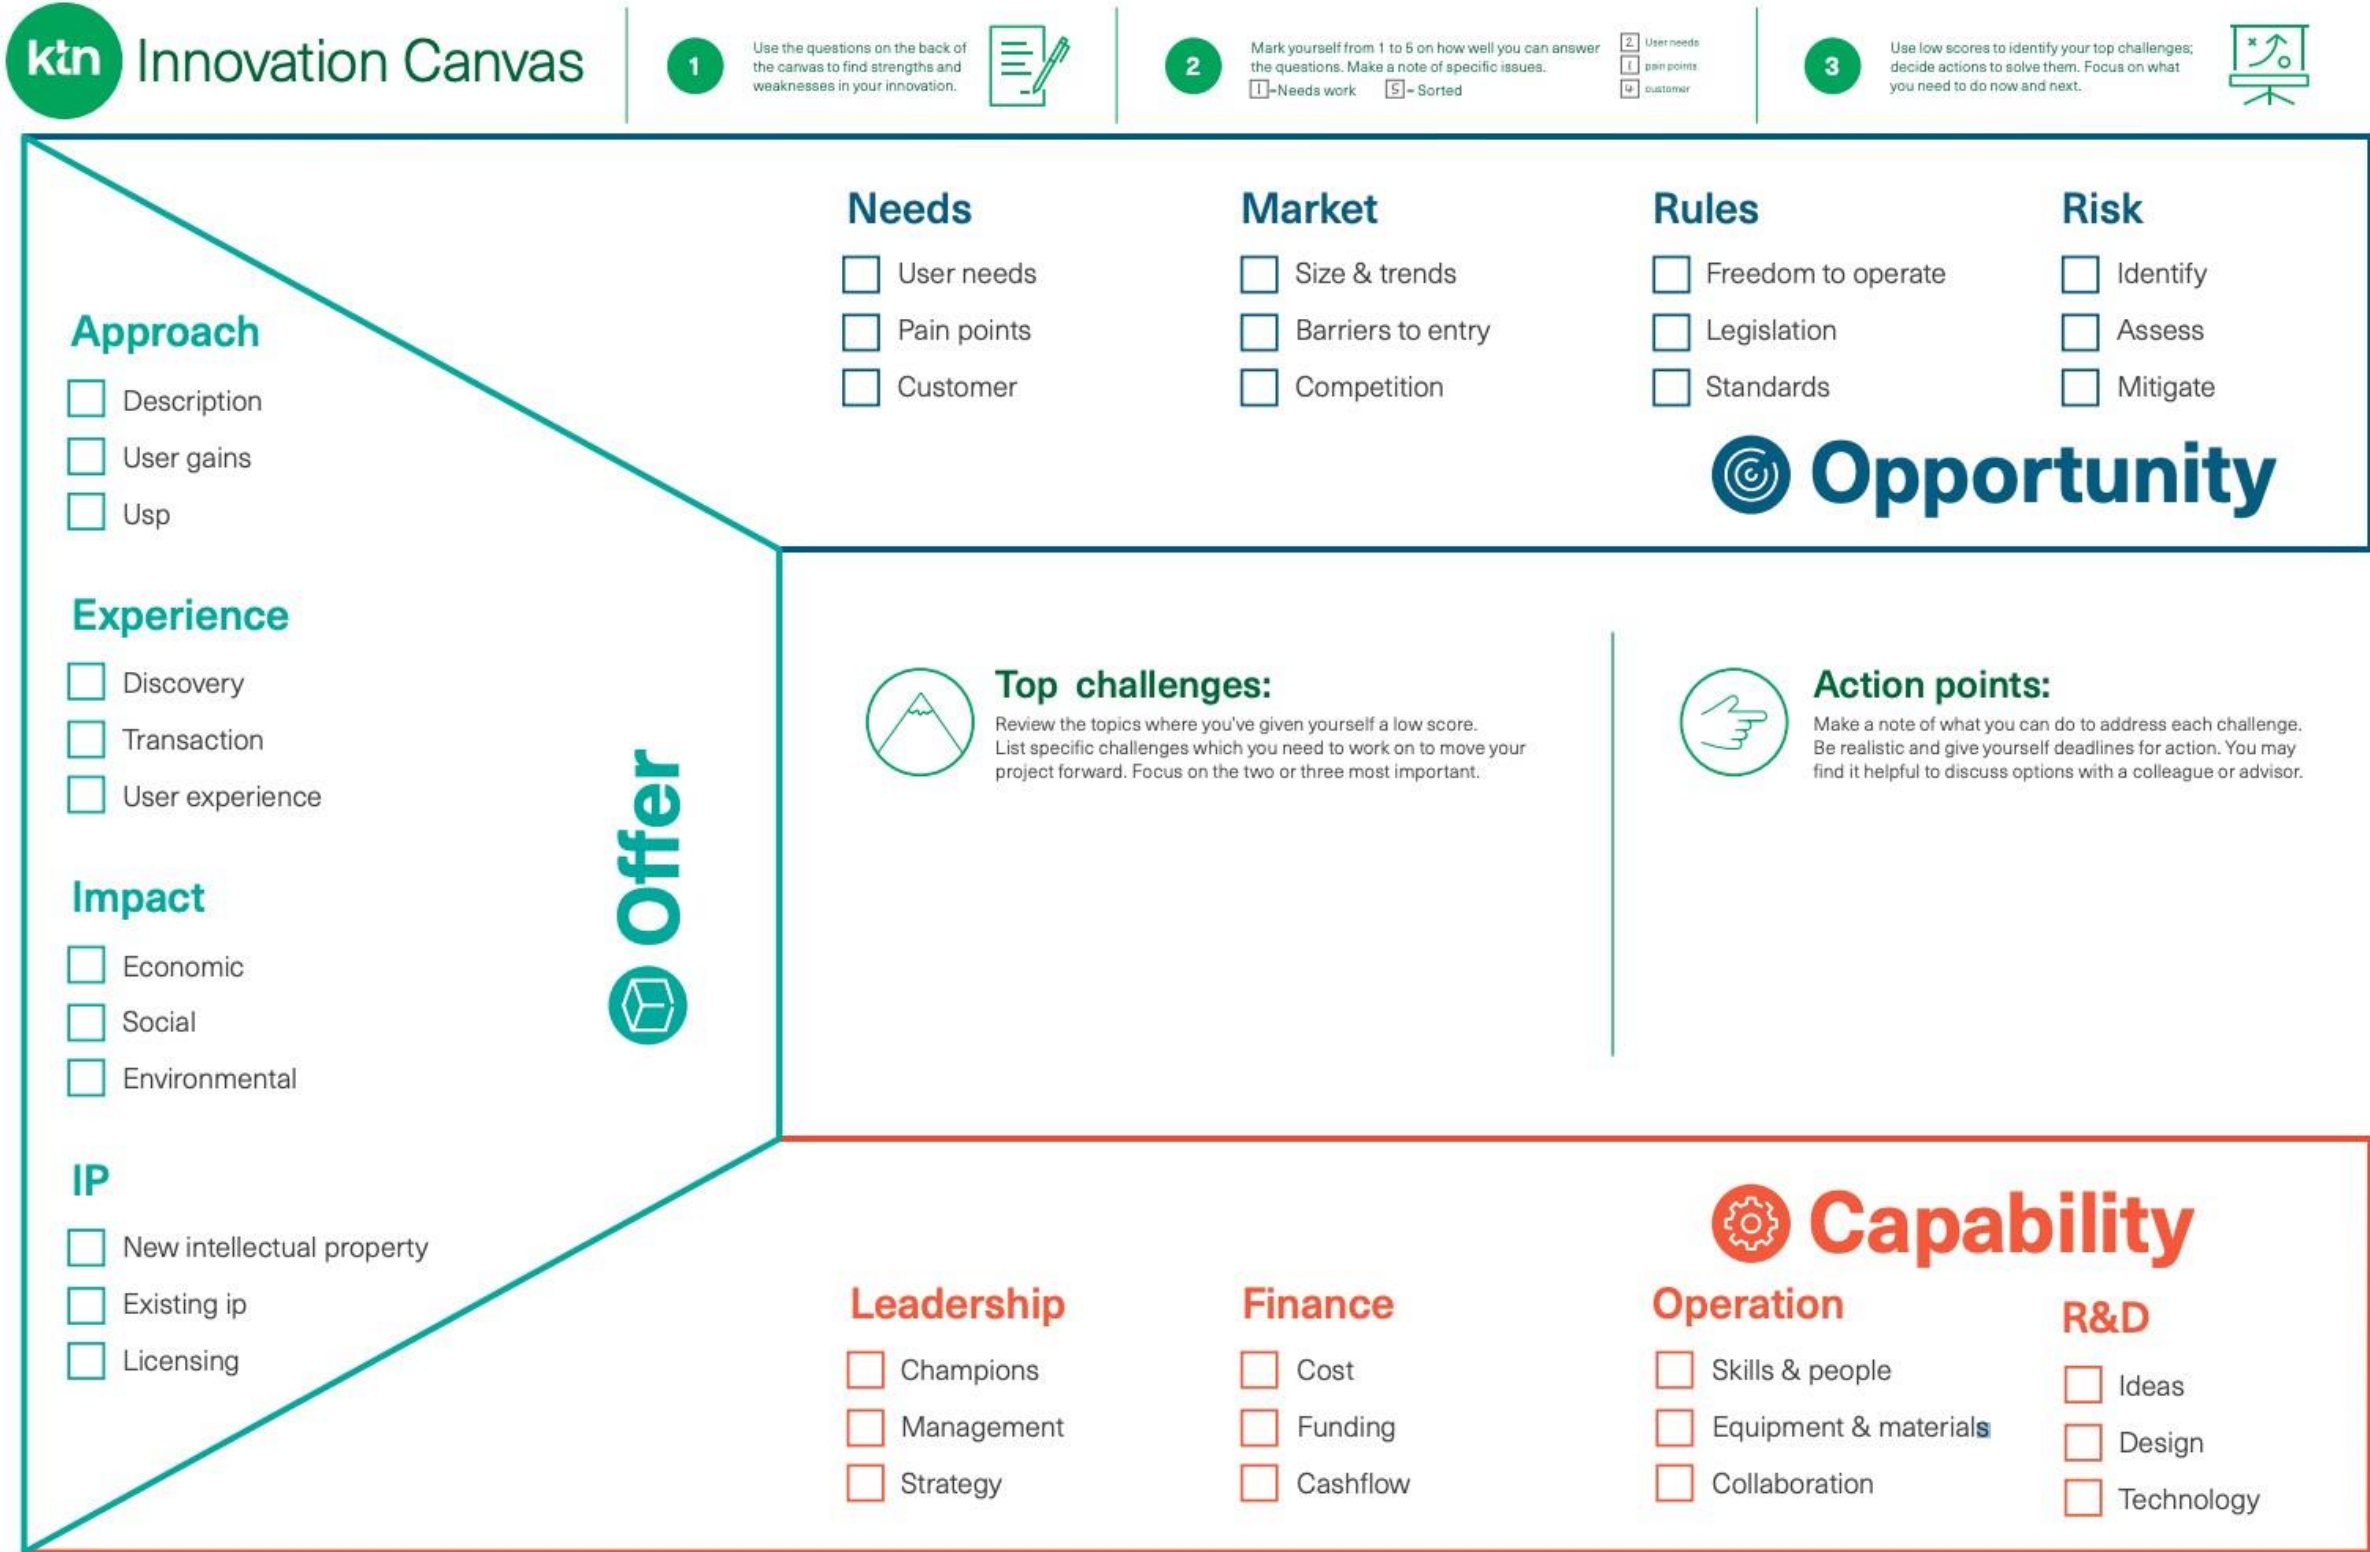 ktn Innovation Canvas
1
Use the questions on the back of
the canvas to find strengths and
weaknesses in your innovation.
2
Mark yourself from 1 to 5 on how well you can answer
the questions. Make a note of specific issues.
1-Needs work 5-Sorted
2 User needs
1 pain points
4 customer
3
Use low scores to identify your top challenges;
decide actions to solve them. Focus on what
you need to do now and next.
Approach
Description
User gains
Usp
Experience
Discovery
Transaction
User experience
Impact
Economic
Social
Environmental
IP
New intellectual property
Existing ip
Licensing
Offer
Needs
User needs
Pain points
Customer
Market
Size & trends
Barriers to entry
Competition
Rules
Freedom to operate
Legislation
Standards
Risk
Identify
Assess
Mitigate
Opportunity
Top challenges:
Review the topics where you've given yourself a low score.
List specific challenges which you need to work on to move your
project forward. Focus on the two or three most important.
Action points:
Make a note of what you can do to address each challenge.
Be realistic and give yourself deadlines for action. You may
find it helpful to discuss options with a colleague or advisor.
Capability
Leadership
Champions
Management
Strategy
Finance
Cost
Funding
Cashflow
Operation
Skills & people
Equipment & materials
Collaboration
R&D
Ideas
Design
Technology